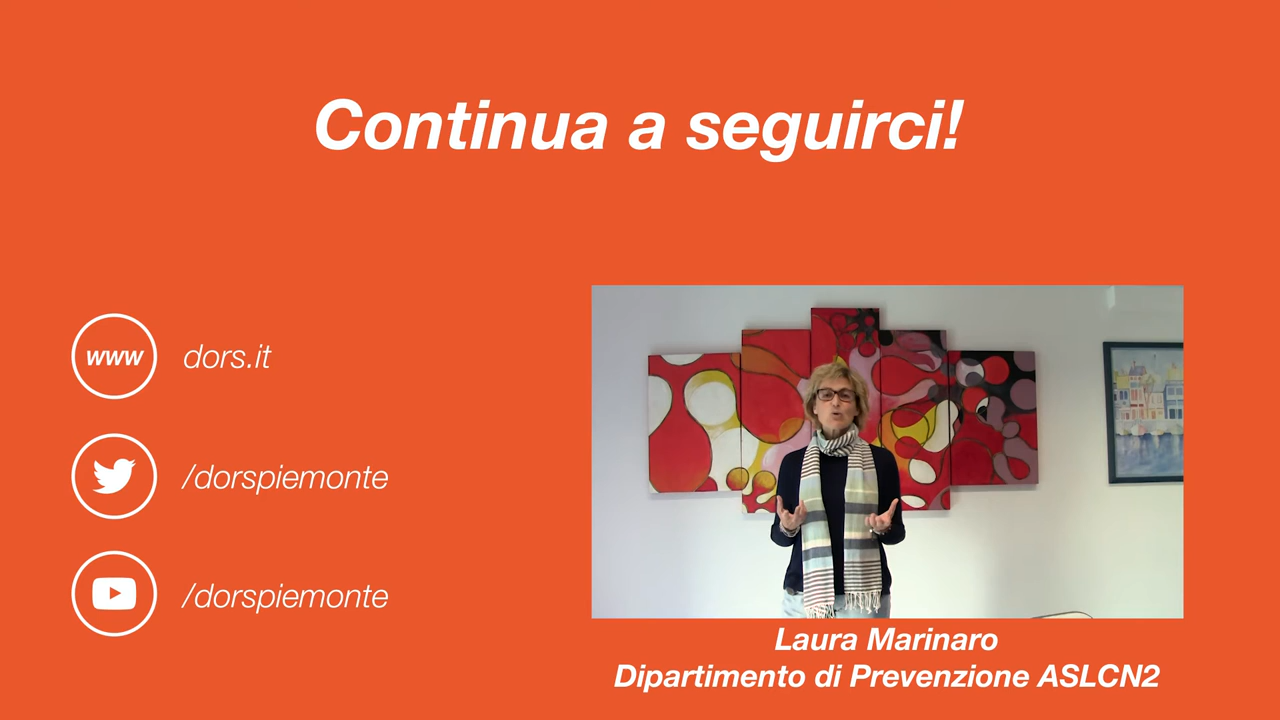 Continua a seguirci!
www dors.it
/dorspiemonte
/dorspiemonte
Laura Marinaro
Dipartimento di Prevenzione ASLCN2